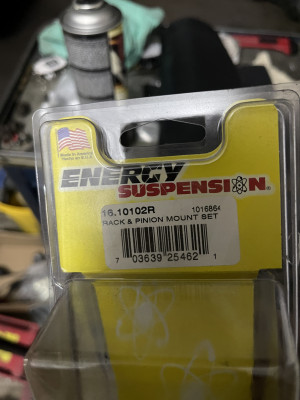 ENERGY
SUSPENSION®
16.10102R 1016864
RACK & PINION MOUNT SET
7 03639 25462 1